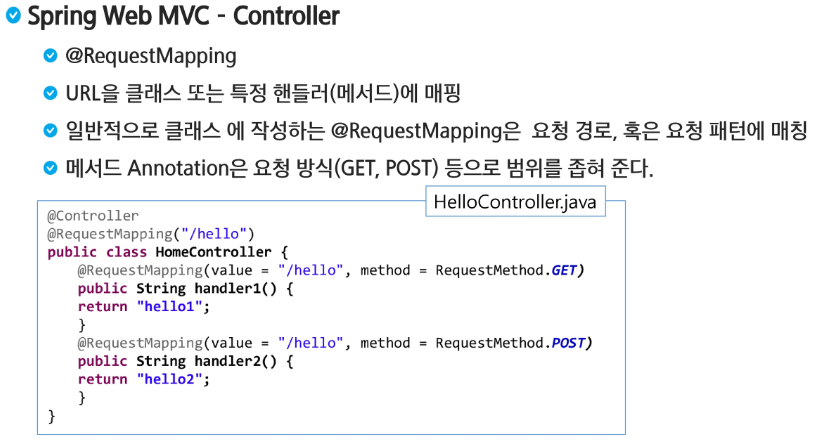 Spring Web MVC - Controller
@RequestMapping
URL을 클래스 또는 특정 핸들러(메서드)에 매핑
일반적으로 클래스 에 작성하는 @RequestMapping은 요청 경로, 혹은 요청 패턴에 매칭
메서드 Annotation은 요청 방식(GET, POST) 등으로 범위를 좁혀 준다.
HelloController.java
@Controller
@RequestMapping("/hello")
public class HomeController {
@RequestMapping(value = "/hello", method = RequestMethod.GET)
public String handler1() {
return "hello1";
}
@RequestMapping(value = "/hello", method = RequestMethod.POST)
public String handler2() {
return "hello2";
}
}